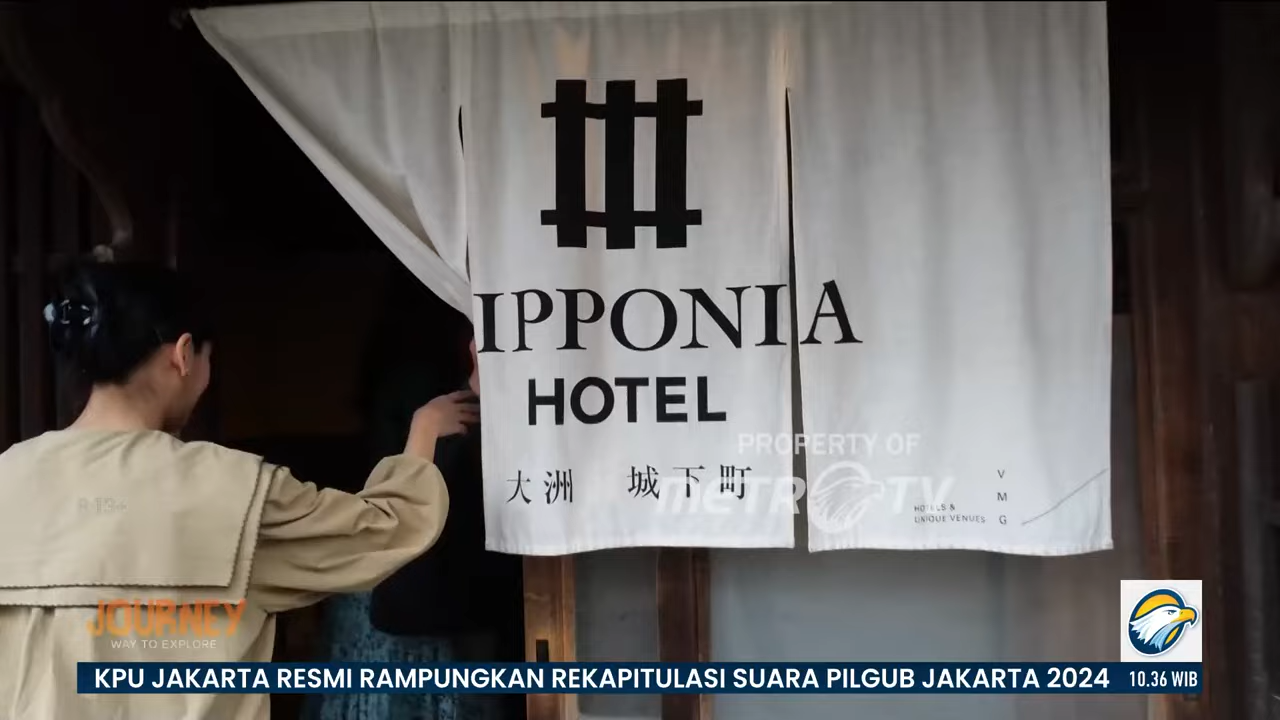 IPPONIA
HOTEL
大洲 城下町
PROPERTY OF
METRO TV
HOTELS &
UNIQUE VENUES
V
M
G
JOURNEY
WAY TO EXPLORE
KPU JAKARTA RESMI RAMPUNGKAN REKAPITULASI SUARA PILGUB JAKARTA 2024
10.36 WIB